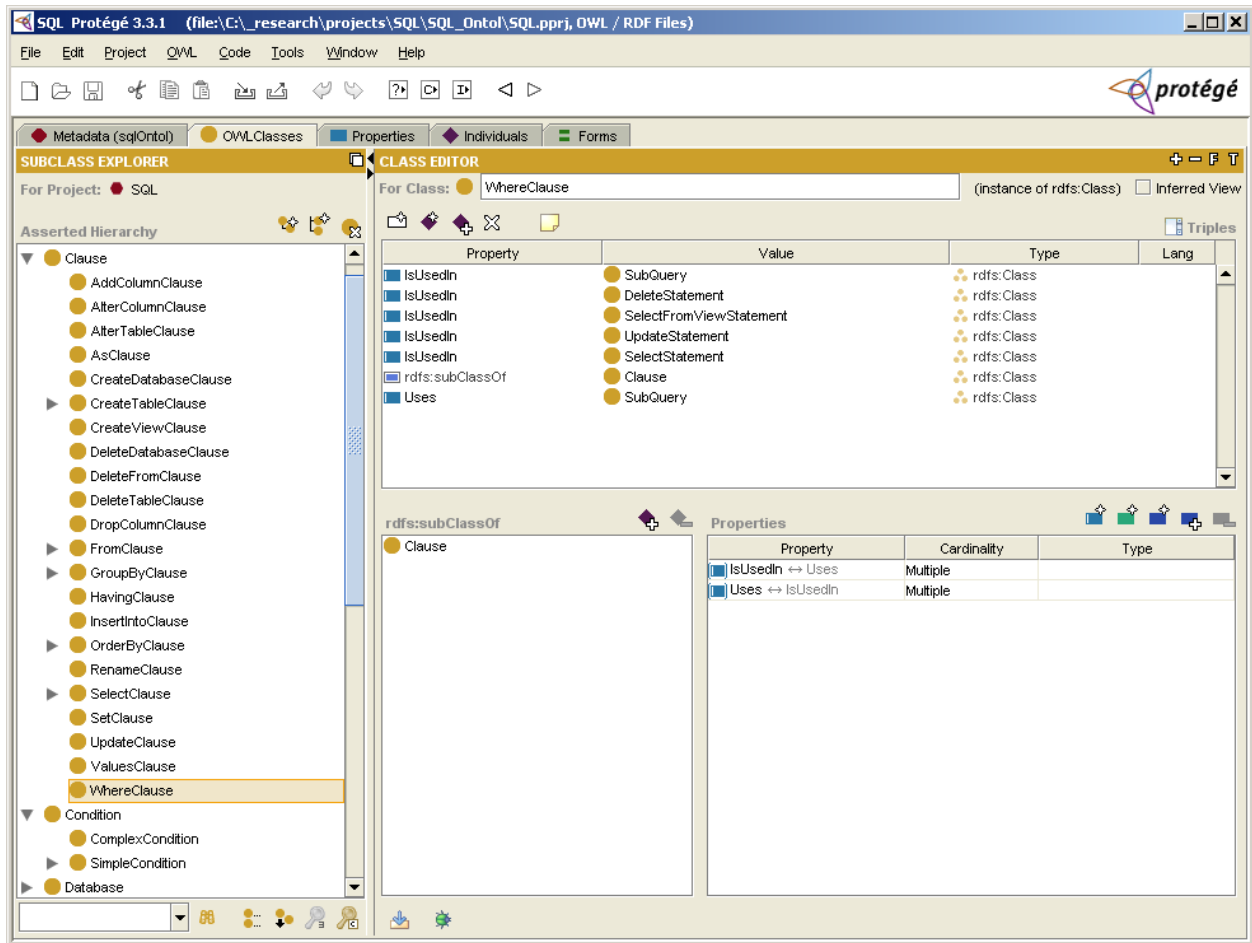 SQL Protégé 3.3.1 (file:\C:\_research\projects\SQL\SQL_Ontol\SQL.pprj, OWL / RDF Files)
File Edit Project OWL Code Tools Window Help
protégé
Metadata (sqlOntol) OWLClasses Properties Individuals Forms
SUBCLASS EXPLORER
For Project: SQL
Asserted Hierarchy
Clause
AddColumnClause
AlterColumnClause
AlterTableClause
AsClause
CreateDatabaseClause
CreateTableClause
CreateViewClause
DeleteDatabaseClause
DeleteFromClause
DeleteTableClause
DropColumnClause
FromClause
GroupByClause
HavingClause
InsertIntoClause
OrderByClause
RenameClause
SelectClause
SetClause
UpdateClause
ValuesClause
WhereClause
Condition
ComplexCondition
SimpleCondition
Database
CLASS EDITOR
F T
For Class: WhereClause (instance of rdfs:Class) Inferred View
Triples
Property Value Type Lang
IsUsedIn SubQuery rdfs:Class
IsUsedIn DeleteStatement rdfs:Class
IsUsedIn SelectFromViewStatement rdfs:Class
IsUsedIn UpdateStatement rdfs:Class
IsUsedIn SelectStatement rdfs:Class
rdfs:subClassOf Clause rdfs:Class
Uses SubQuery rdfs:Class
rdfs:subClassOf
Clause
Properties
Property Cardinality Type
IsUsedIn ↔ Uses Multiple
Uses ↔ IsUsedIn Multiple